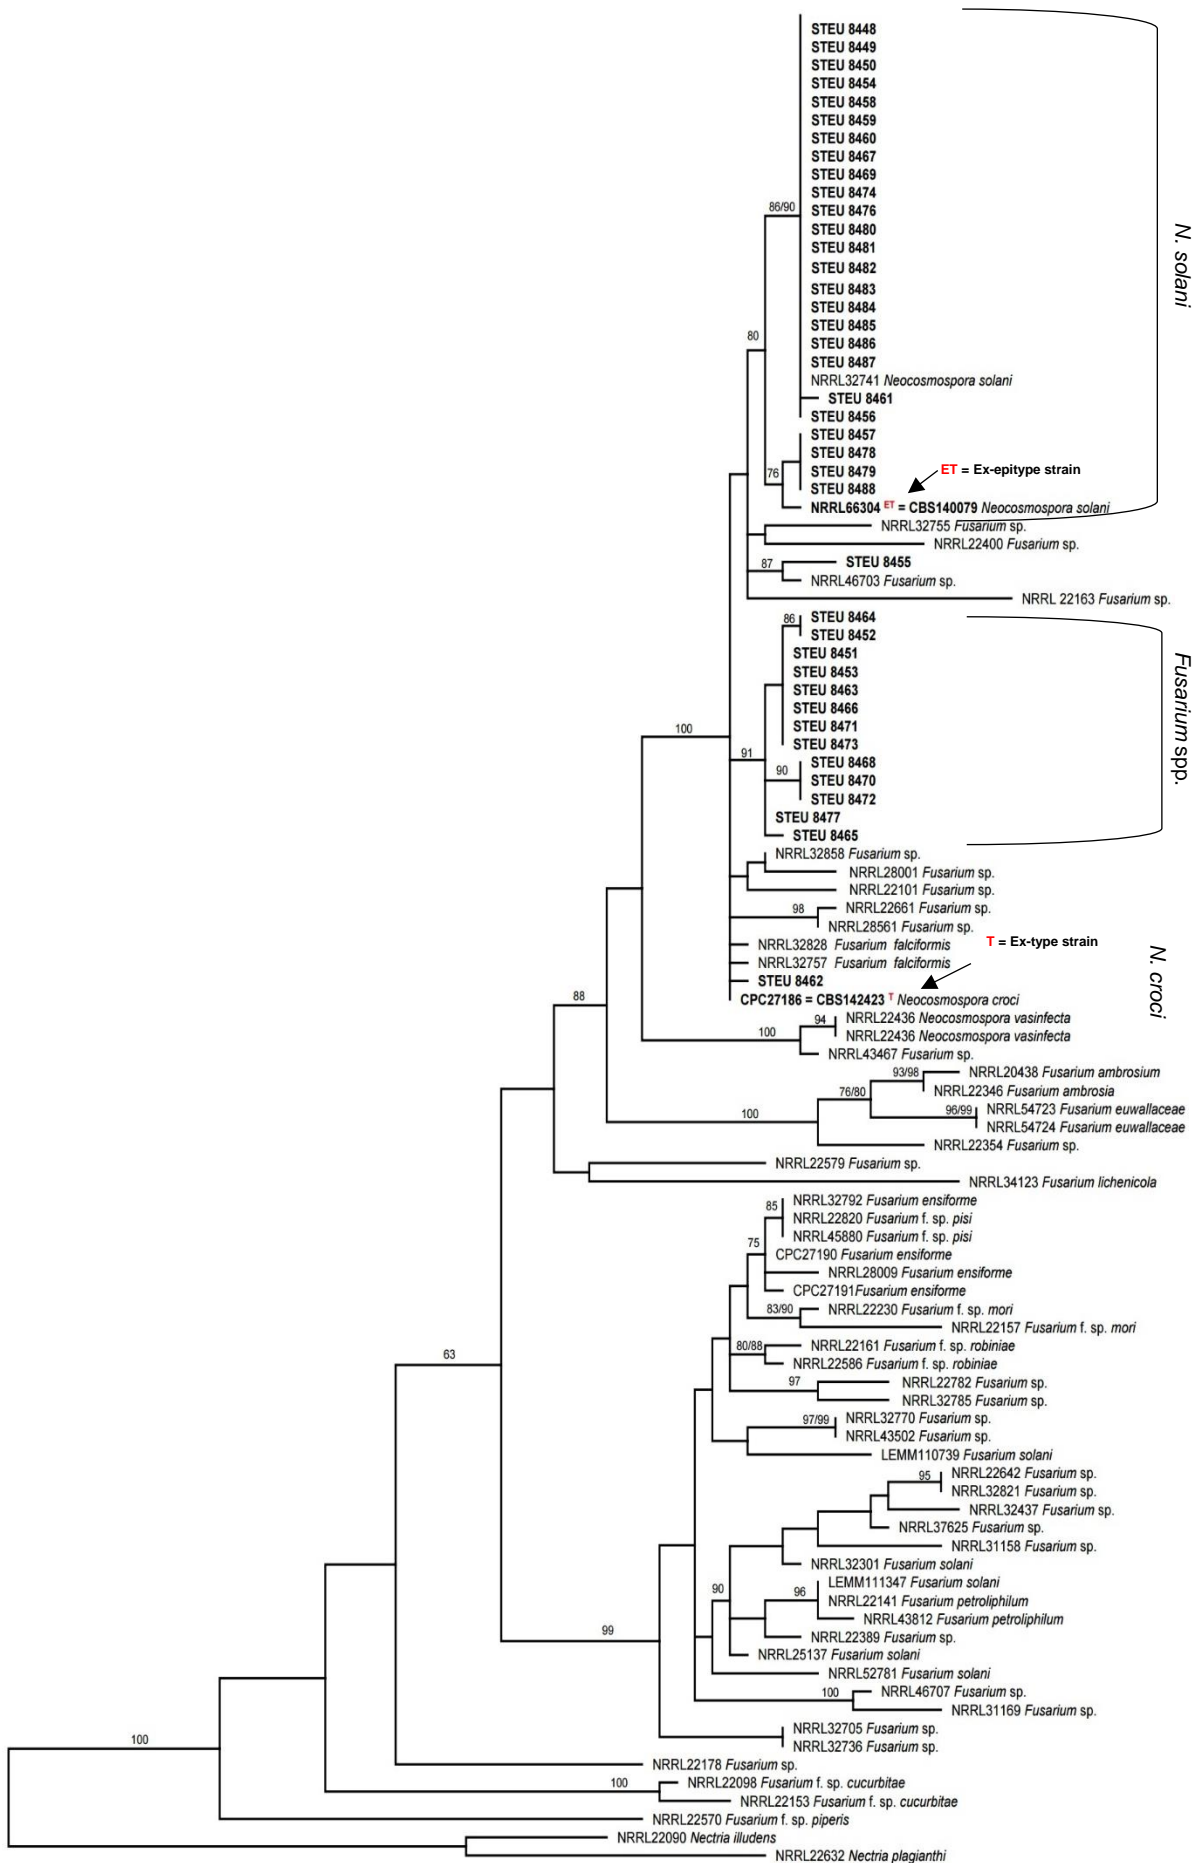 STEU 8448
STEU 8449
STEU 8450
STEU 8454
STEU 8458
STEU 8459
STEU 8460
STEU 8467
STEU 8469
STEU 8474
86/90 STEU 8476
STEU 8480
STEU 8481
N. solani
STEU 8482
STEU 8483
STEU 8484
STEU 8485
80 STEU 8486
STEU 8487
NRRL32741 Neocosmospora solani
STEU 8461
STEU 8456
STEU 8457
STEU 8478
76 STEU 8479
ET = Ex-epitype strain
STEU 8488
NRRL66304 ET = CBS140079 Neocosmospora solani
NRRL32755 Fusarium sp.
NRRL22400 Fusarium sp.
87 STEU 8455
NRRL46703 Fusarium sp.
NRRL 22163 Fusarium sp.
86 STEU 8464
STEU 8452
STEU 8451
STEU 8453
STEU 8463
STEU 8466
Fusarium spp.
STEU 8471
100
STEU 8473
91
STEU 8468
90 STEU 8470
STEU 8472
STEU 8477
STEU 8465
NRRL32858 Fusarium sp.
NRRL28001 Fusarium sp.
NRRL22101 Fusarium sp.
98 NRRL22661 Fusarium sp.
NRRL28561 Fusarium sp.
NRRL32828 Fusarium falciformis
T = Ex-type strain
NRRL32757 Fusarium falciformis
STEU 8462
N. croci
CPC27186 = CBS142423 T Neocosmospora croci
88
94 NRRL22436 Neocosmospora vasinfecta
100 NRRL22436 Neocosmospora vasinfecta
NRRL43467 Fusarium sp.
93/98 NRRL20438 Fusarium ambrosium
76/80 NRRL22346 Fusarium ambrosia
96/99 NRRL54723 Fusarium euwallaceae
100 NRRL54724 Fusarium euwallaceae
NRRL22354 Fusarium sp.
NRRL22579 Fusarium sp.
NRRL34123 Fusarium lichenicola
85 NRRL32792 Fusarium ensiforme
NRRL22820 Fusarium f. sp. pisi
NRRL45880 Fusarium f. sp. pisi
75 CPC27190 Fusarium ensiforme
NRRL28009 Fusarium ensiforme
CPC27191Fusarium ensiforme
83/90 NRRL22230 Fusarium f. sp. mori
NRRL22157 Fusarium f. sp. mori
80/88 NRRL22161 Fusarium f. sp. robiniae
63 NRRL22586 Fusarium f. sp. robiniae
97 NRRL22782 Fusarium sp.
NRRL32785 Fusarium sp.
97/99 NRRL32770 Fusarium sp.
NRRL43502 Fusarium sp.
LEMM110739 Fusarium solani
95 NRRL22642 Fusarium sp.
NRRL32821 Fusarium sp.
NRRL32437 Fusarium sp.
NRRL37625 Fusarium sp.
NRRL31158 Fusarium sp.
NRRL32301 Fusarium solani
90 LEMM111347 Fusarium solani
96 NRRL22141 Fusarium petroliphilum
NRRL43812 Fusarium petroliphilum
99 NRRL22389 Fusarium sp.
NRRL25137 Fusarium solani
NRRL52781 Fusarium solani
100 NRRL46707 Fusarium sp.
NRRL31169 Fusarium sp.
NRRL32705 Fusarium sp.
100 NRRL32736 Fusarium sp.
NRRL22178 Fusarium sp.
100 NRRL22098 Fusarium f. sp. cucurbitae
NRRL22153 Fusarium f. sp. cucurbitae
NRRL22570 Fusarium f. sp. piperis
NRRL22090 Nectria illudens
NRRL22632 Nectria plagianthi